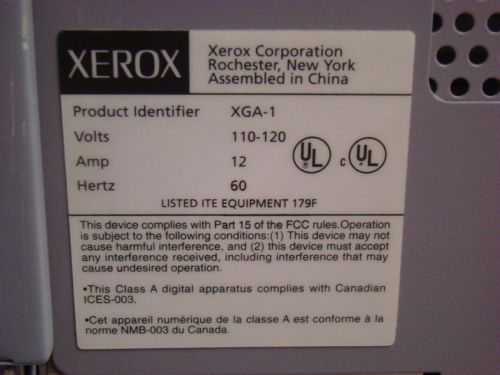 XEROX
Xerox Corporation
Rochester, New York
Assembled in China
Product Identifier XGA-1
Volts 110-120
Amp 12
Hertz 60
UL c UL
LISTED ITE EQUIPMENT 179F
This device complies with Part 15 of the FCC rules.Operation
is subject to the following conditions:(1) This device may not
cause harmful interference, and (2) this device must accept
any interference received, including interference that may
cause undesired operation.
•This Class A digital apparatus complies with Canadian
ICES-003.
•Cet appareil numérique de la classe A est conforme à la
norme NMB-003 du Canada.